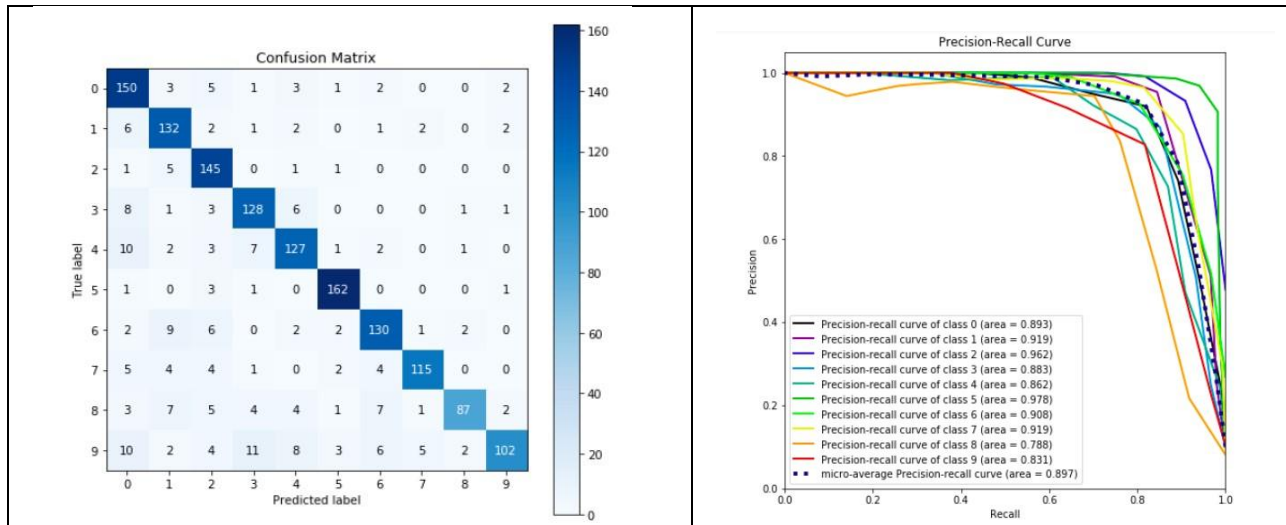 Confusion Matrix
0 150 3 5 1 3 1 2 0 0 2
1 6 132 2 1 2 0 1 2 0 2
2 1 5 145 0 1 1 0 0 0 0
3 8 1 3 128 6 0 0 0 1 1
4 10 2 3 7 127 1 2 0 1 0
5 1 0 3 1 0 162 0 0 0 1
6 2 9 6 0 2 2 130 1 2 0
7 5 4 4 1 0 2 4 115 0 0
8 3 7 5 4 4 1 7 1 87 2
9 10 2 4 11 8 3 6 5 2 102
0 1 2 3 4 5 6 7 8 9
Predicted label
True label
160
140
120
100
80
60
40
20
0
Precision-Recall Curve
1.0
0.8
0.6
0.4
0.2
0.0
Precision
Precision-recall curve of class 0 (area = 0.893)
Precision-recall curve of class 1 (area = 0.919)
Precision-recall curve of class 2 (area = 0.962)
Precision-recall curve of class 3 (area = 0.883)
Precision-recall curve of class 4 (area = 0.862)
Precision-recall curve of class 5 (area = 0.978)
Precision-recall curve of class 6 (area = 0.908)
Precision-recall curve of class 7 (area = 0.919)
Precision-recall curve of class 8 (area = 0.788)
Precision-recall curve of class 9 (area = 0.831)
micro-average Precision-recall curve (area = 0.897)
0.0 0.2 0.4 0.6 0.8 1.0
Recall